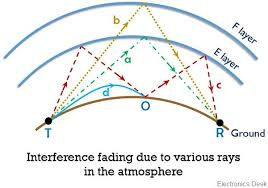 b
F layer
E layer
a
d
c
T
O
R
Ground
Interference fading due to various rays
in the atmosphere
Electronics Desk